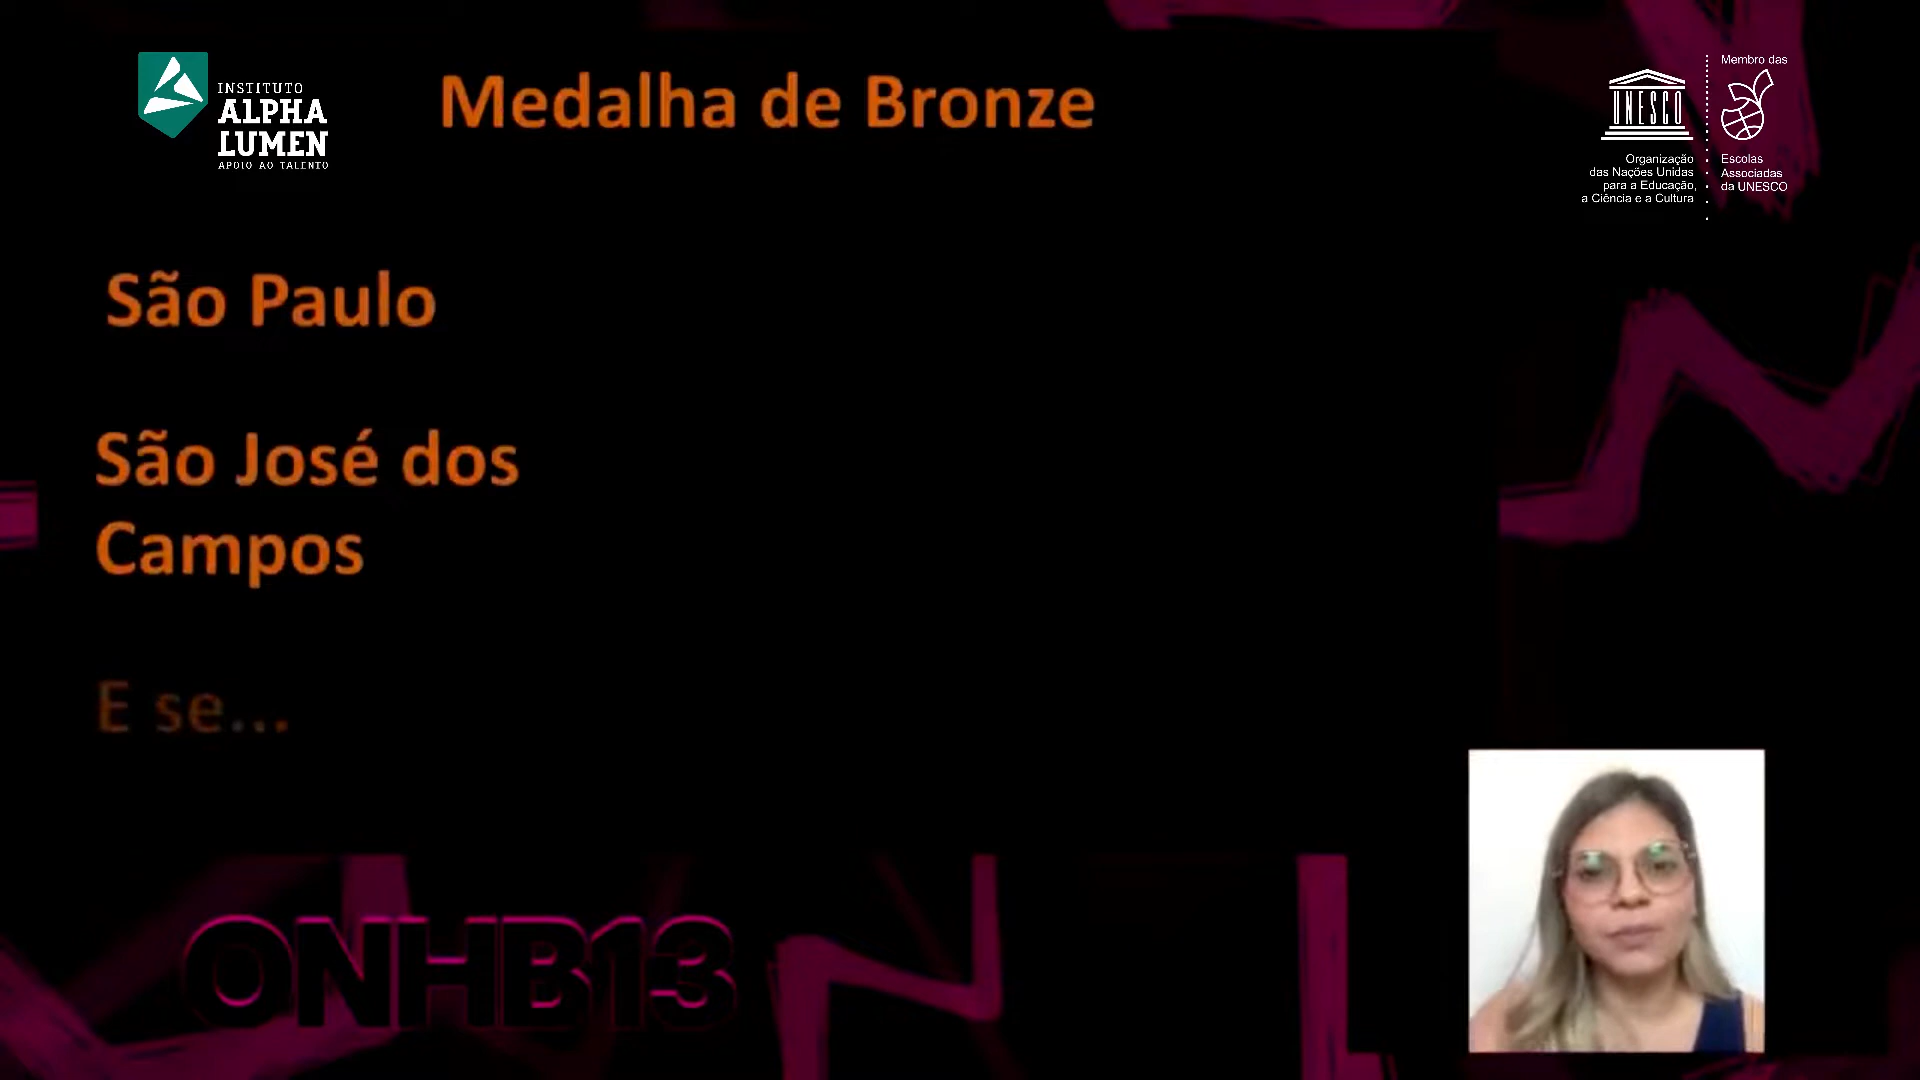 INSTITUTO
ALPHA
LUMEN
APOIO AO TALENTO
Medalha de Bronze
UNESCO
Organização
das Nações Unidas
para a Educação,
a Ciência e a Cultura
Membro das
Escolas
Associadas
da UNESCO
São Paulo
São José dos
Campos
E se...
ONHB13